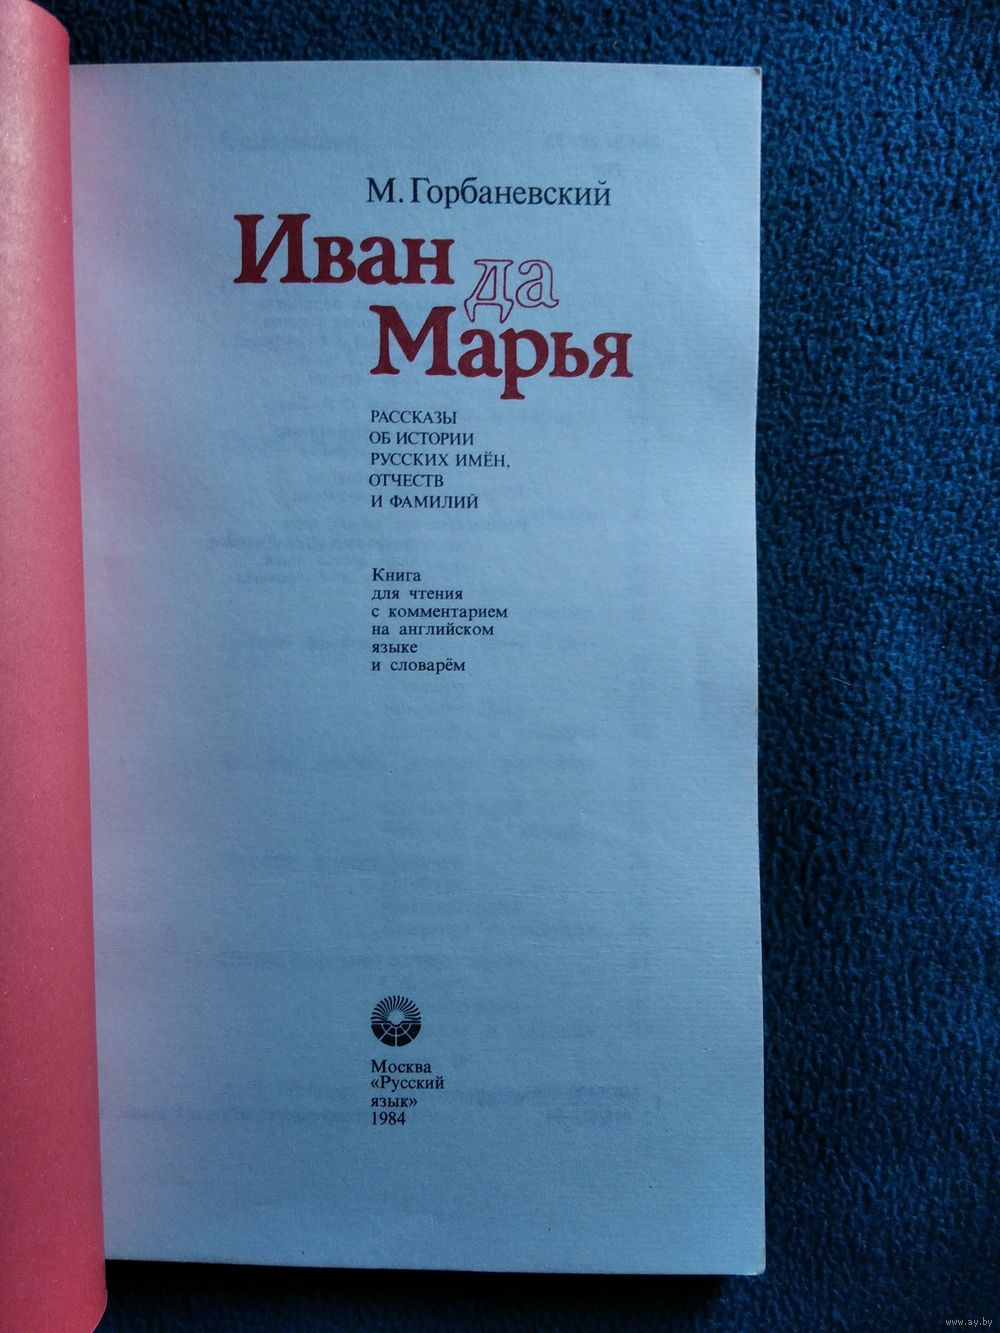 М. Горбаневский
Иван да
Марья
РАССКАЗЫ
ОБ ИСТОРИИ
РУССКИХ ИМЁН,
ОТЧЕСТВ
И ФАМИЛИЙ
Книга
для чтения
с комментарием
на английском
языке
и словарём
Москва
«Русский
язык»
1984
www.ay.by